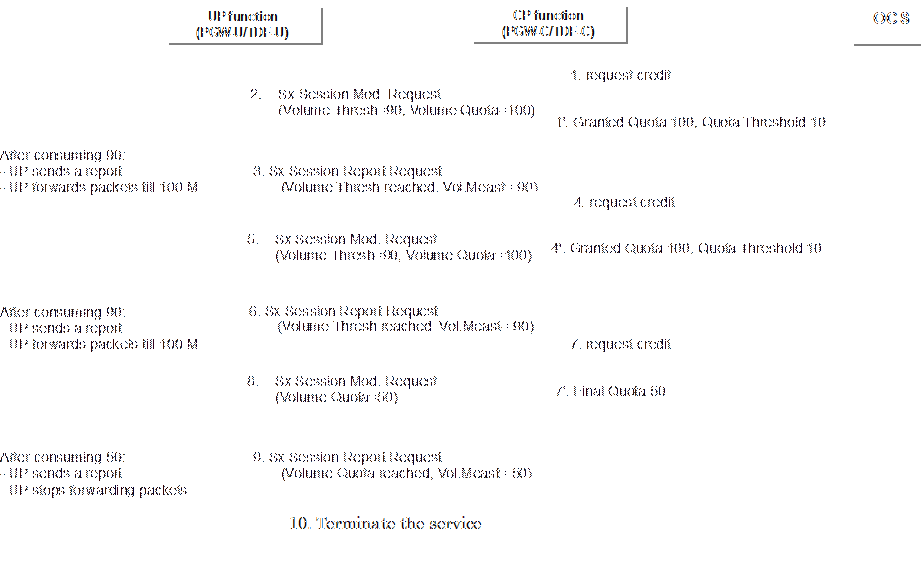 UP function
(PGW-U/TDF-U)
CP function
(PGW-C/TDF-C)
OCS
1. request credit
2. Sx Session Mod. Request
(Volume Thresh=90, Volume Quota=100)
1'. Granted Quota 100, Quota Threshold 10
After consuming 90:
- UP sends a report
- UP forwards packets till 100 M
3. Sx Session Report Request
(Volume Thresh reached, Vol.Meast=90)
4. request credit
5. Sx Session Mod. Request
(Volume Thresh=90, Volume Quota=100)
4'. Granted Quota 100, Quota Threshold 10
After consuming 90:
- UP sends a report
- UP forwards packets till 100 M
6. Sx Session Report Request
(Volume Thresh reached, Vol.Meast=90)
7. request credit
8. Sx Session Mod. Request
(Volume Quota=50)
7'. Final Quota 50
After consuming 50:
- UP sends a report
- UP stops forwarding packets
9. Sx Session Report Request
(Volume Quota reached, Vol.Meast=50)
10. Terminate the service